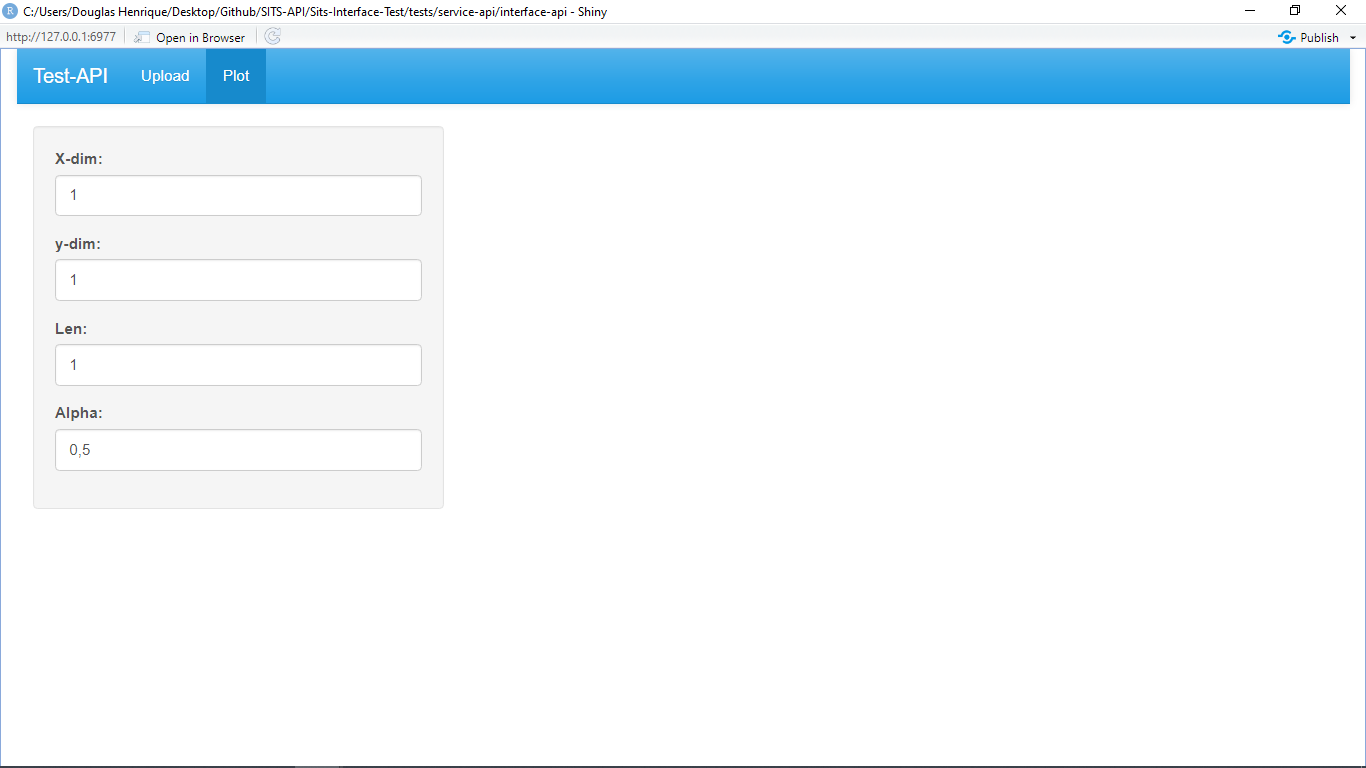 R C:/Users/Douglas Henrique/Desktop/Github/SITS-API/Sits-Interface-Test/tests/service-api/interface-api - Shiny
http://127.0.0.1:6977 Open in Browser Publish
Test-API Upload Plot
X-dim:
1
y-dim:
1
Len:
1
Alpha:
0,5